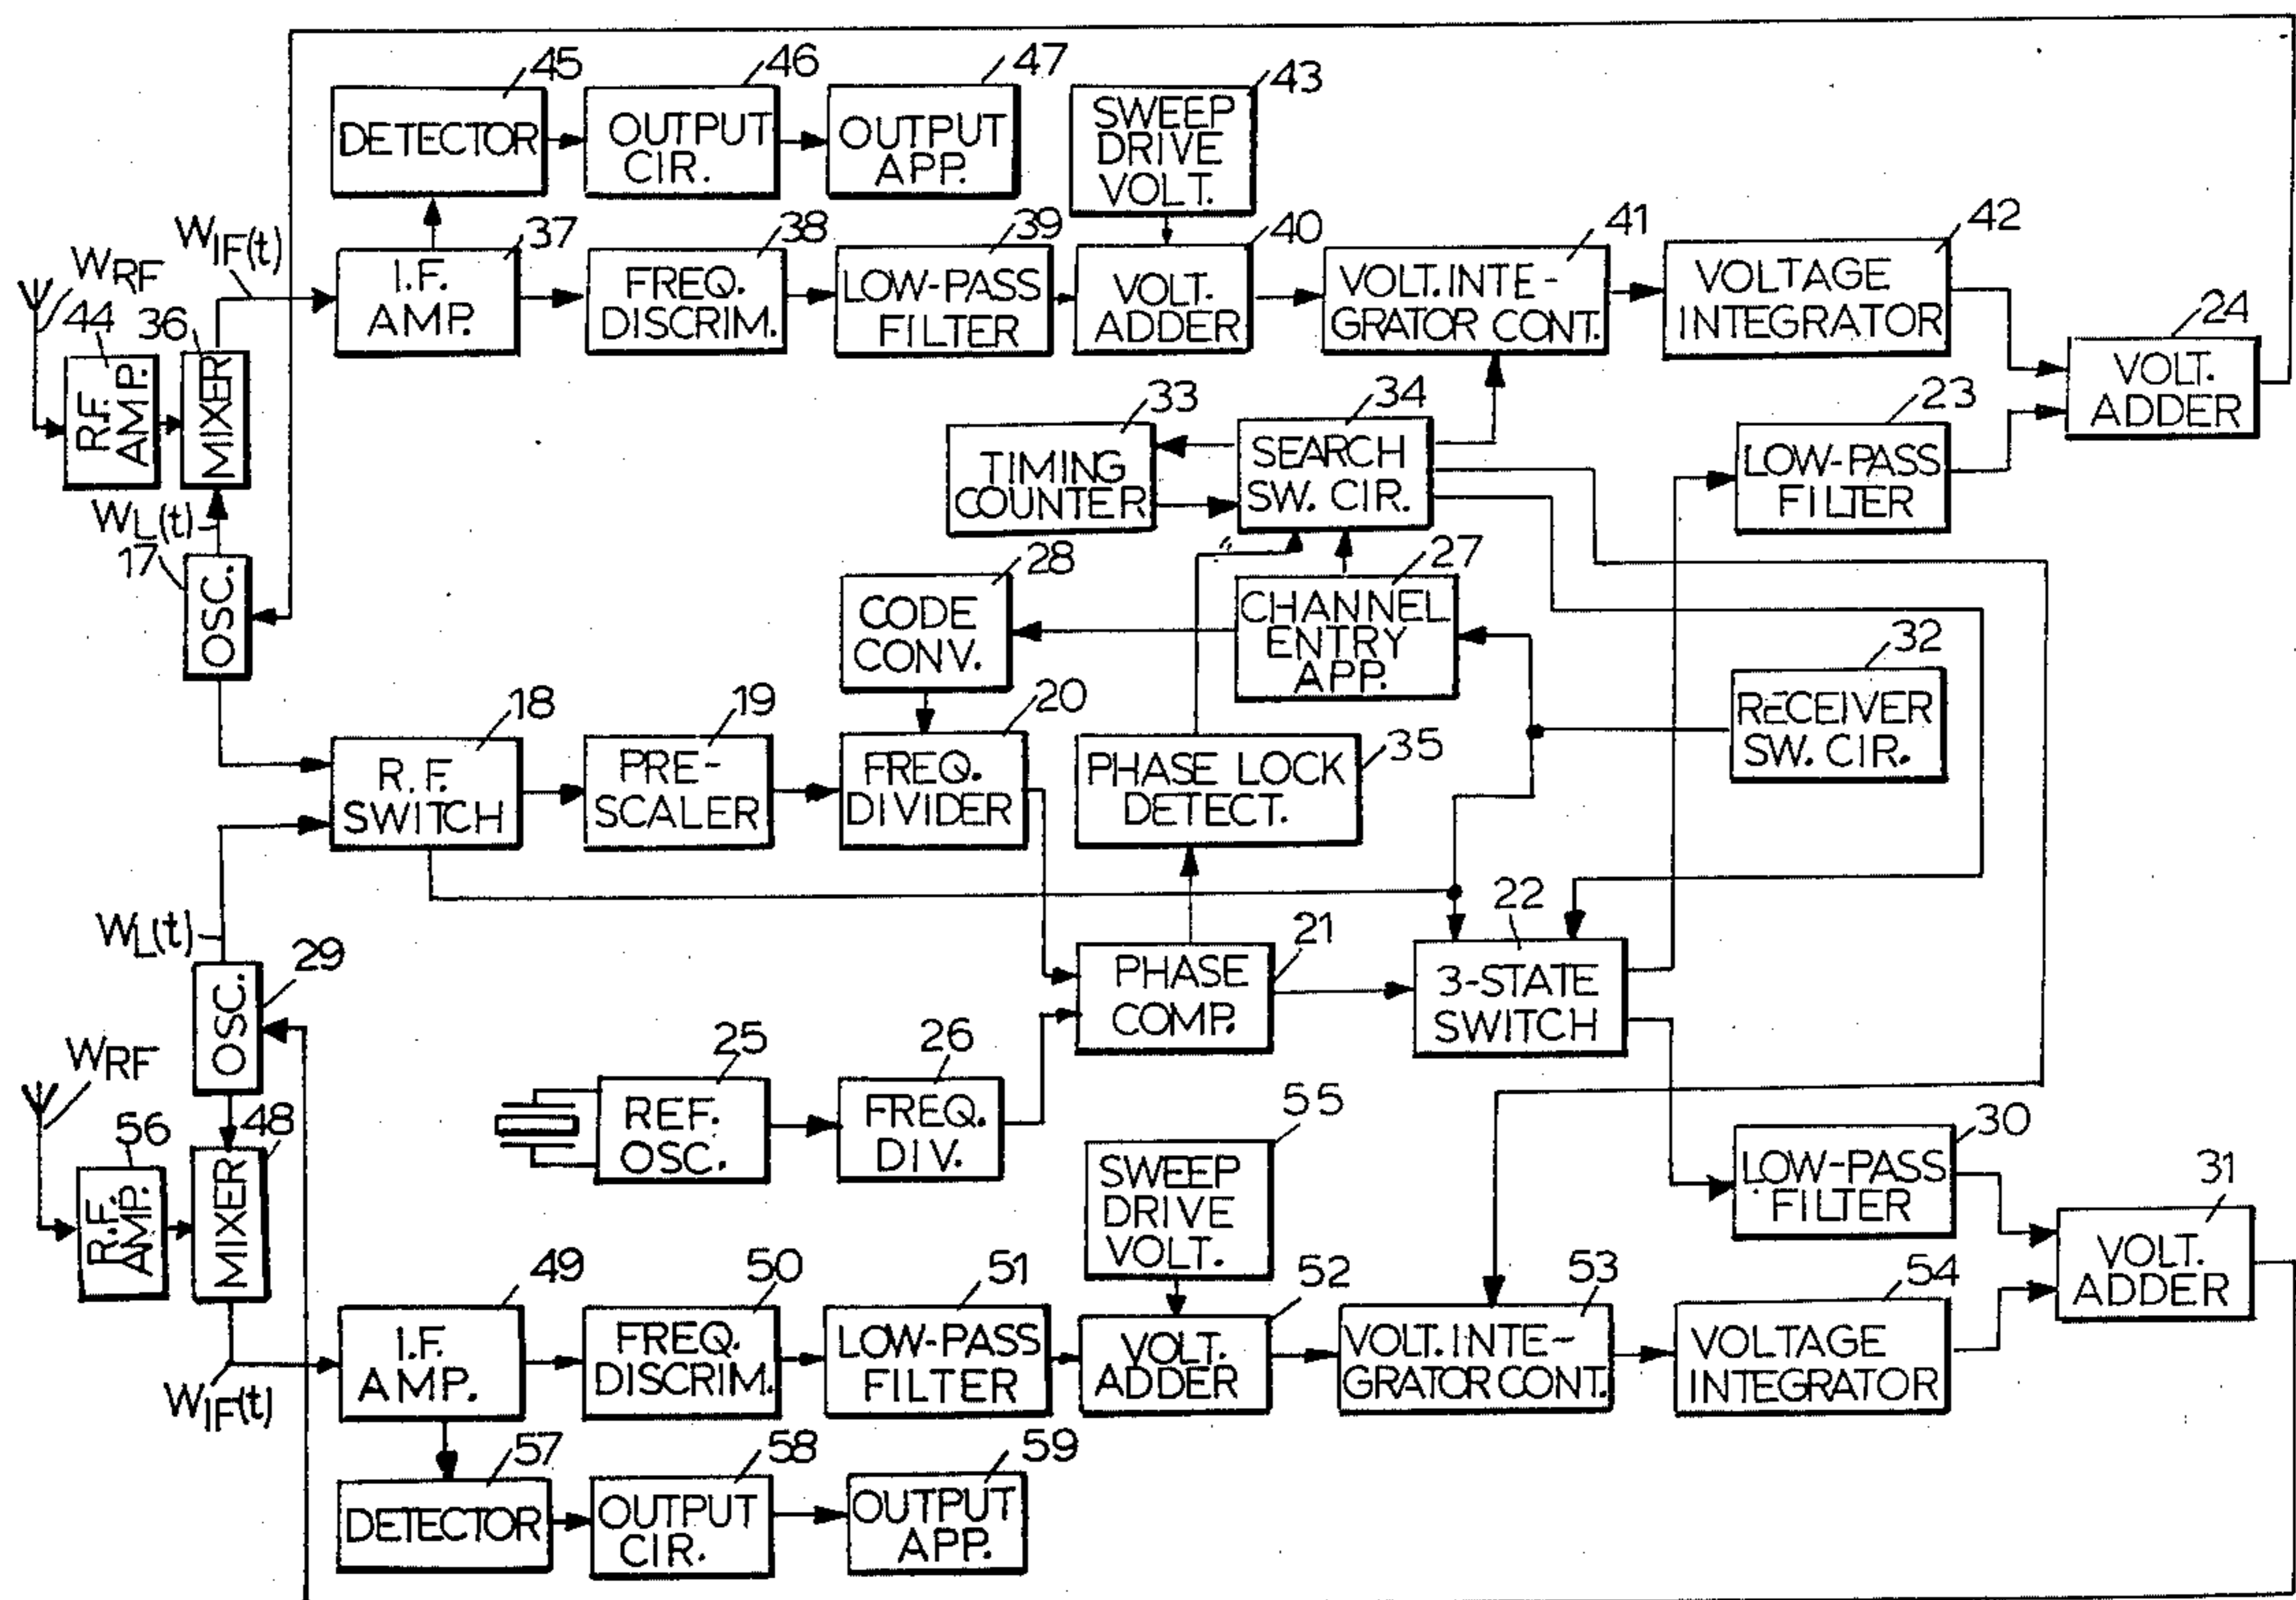 45
46
47
43
DETECTOR
OUTPUT
CIR.
OUTPUT
APP.
SWEEP
DRIVE
VOLT.
WIF(t)
37
38
39
40
41
42
WRF
44
36
I.F.
AMP.
FREQ.
DISCRIM.
LOW-PASS
FILTER
VOLT.
ADDER
VOLT. INTE-
GRATOR CONT.
VOLTAGE
INTEGRATOR
24
R.F.
AMP.
MIXER
VOLT.
ADDER
33
34
23
TIMING
COUNTER
SEARCH
SW. CIR.
LOW-PASS
FILTER
WL(t)
17
OSC.
28
27
CODE
CONV.
CHANNEL
ENTRY
APP.
32
RECEIVER
SW. CIR.
18
19
20
35
R.F.
SWITCH
PRE-
SCALER
FREQ.
DIVIDER
PHASE LOCK
DETECT.
WL(t)
29
OSC.
21
22
PHASE
COMP.
3-STATE
SWITCH
25
26
REF.
OSC.
FREQ.
DIV.
WRF
56
48
R.F.
AMP.
MIXER
55
SWEEP
DRIVE
VOLT.
30
LOW-PASS
FILTER
31
VOLT.
ADDER
49
50
51
52
53
54
I.F.
AMP.
FREQ.
DISCRIM.
LOW-PASS
FILTER
VOLT.
ADDER
VOLT. INTE-
GRATOR CONT.
VOLTAGE
INTEGRATOR
WIF(t)
57
58
59
DETECTOR
OUTPUT
CIR.
OUTPUT
APP.